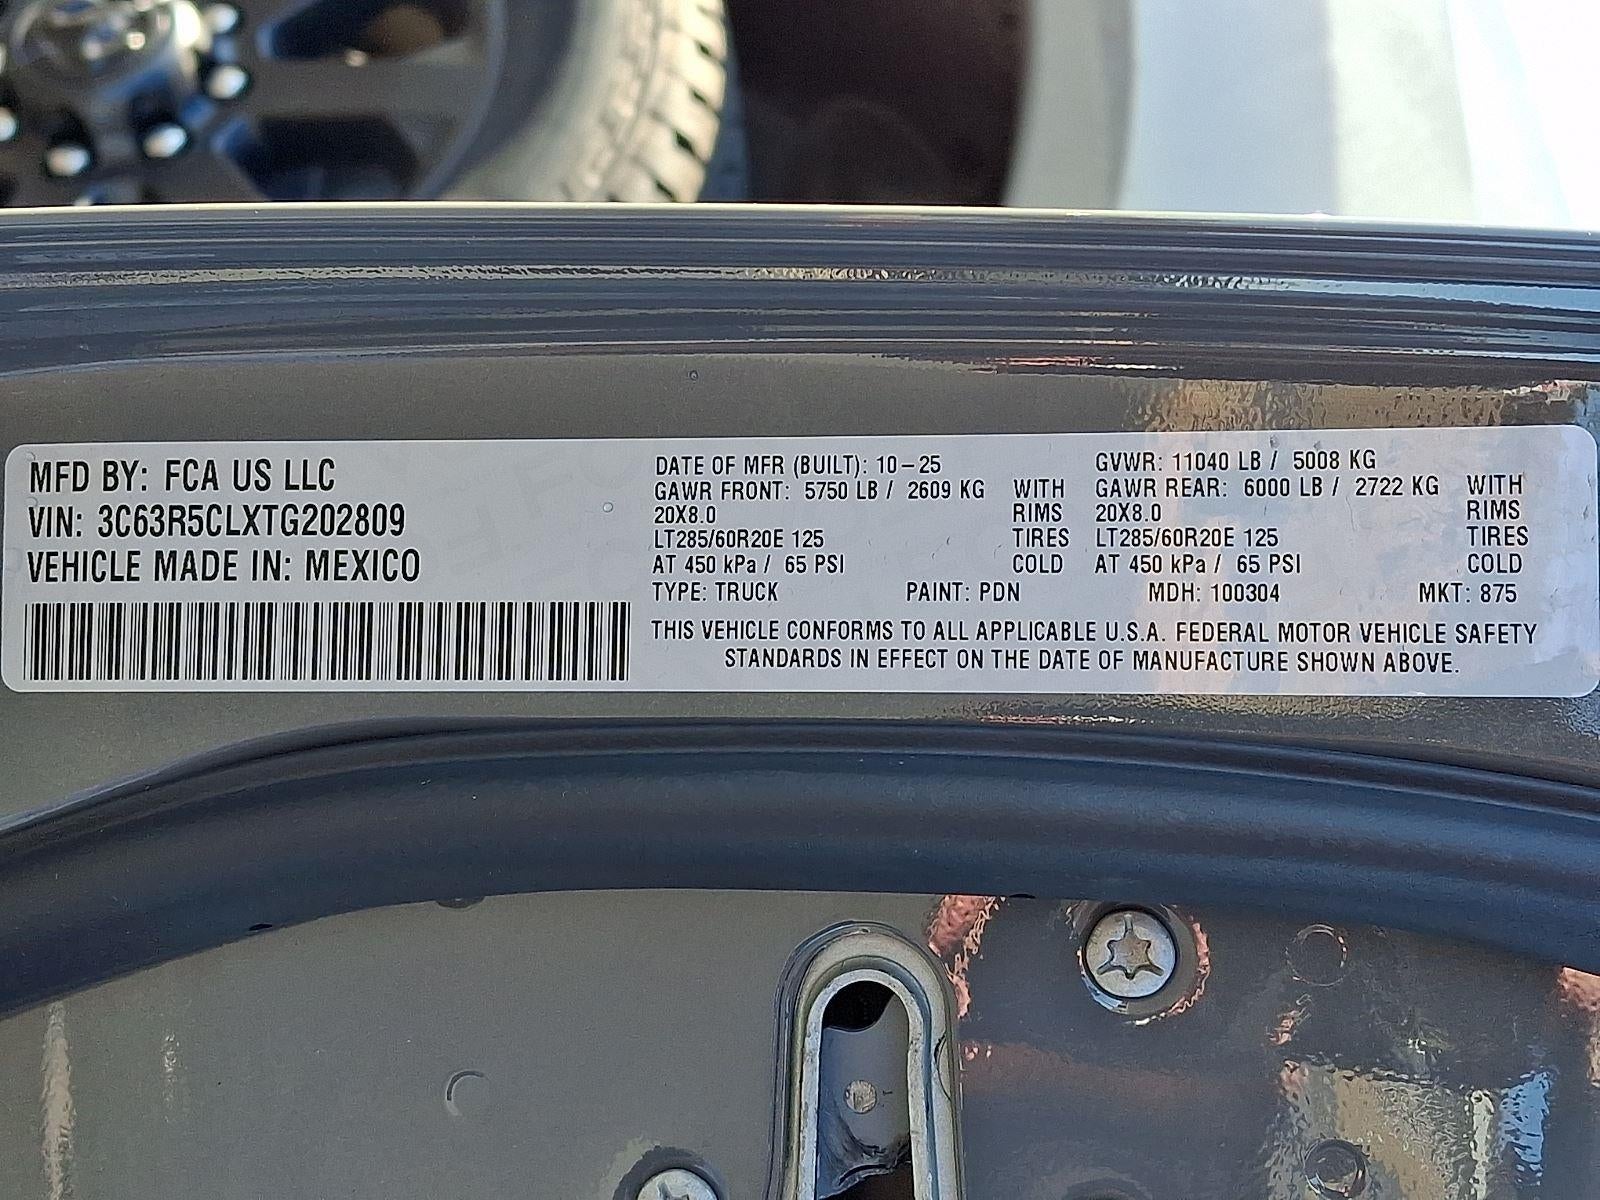 MFD BY: FCA US LLC
VIN: 3C63R5CLXTG202809
VEHICLE MADE IN: MEXICO
DATE OF MFR (BUILT): 10-25
GAWR FRONT: 5750 LB / 2609 KG WITH
20X8.0 RIMS
LT285/60R20E 125 TIRES
AT 450 kPa / 65 PSI COLD
GVWR: 11040 LB / 5008 KG
GAWR REAR: 6000 LB / 2722 KG WITH
20X8.0 RIMS
LT285/60R20E 125 TIRES
AT 450 kPa / 65 PSI COLD
TYPE: TRUCK PAINT: PDN MDH: 100304 MKT: 875
THIS VEHICLE CONFORMS TO ALL APPLICABLE U.S.A. FEDERAL MOTOR VEHICLE SAFETY
STANDARDS IN EFFECT ON THE DATE OF MANUFACTURE SHOWN ABOVE.